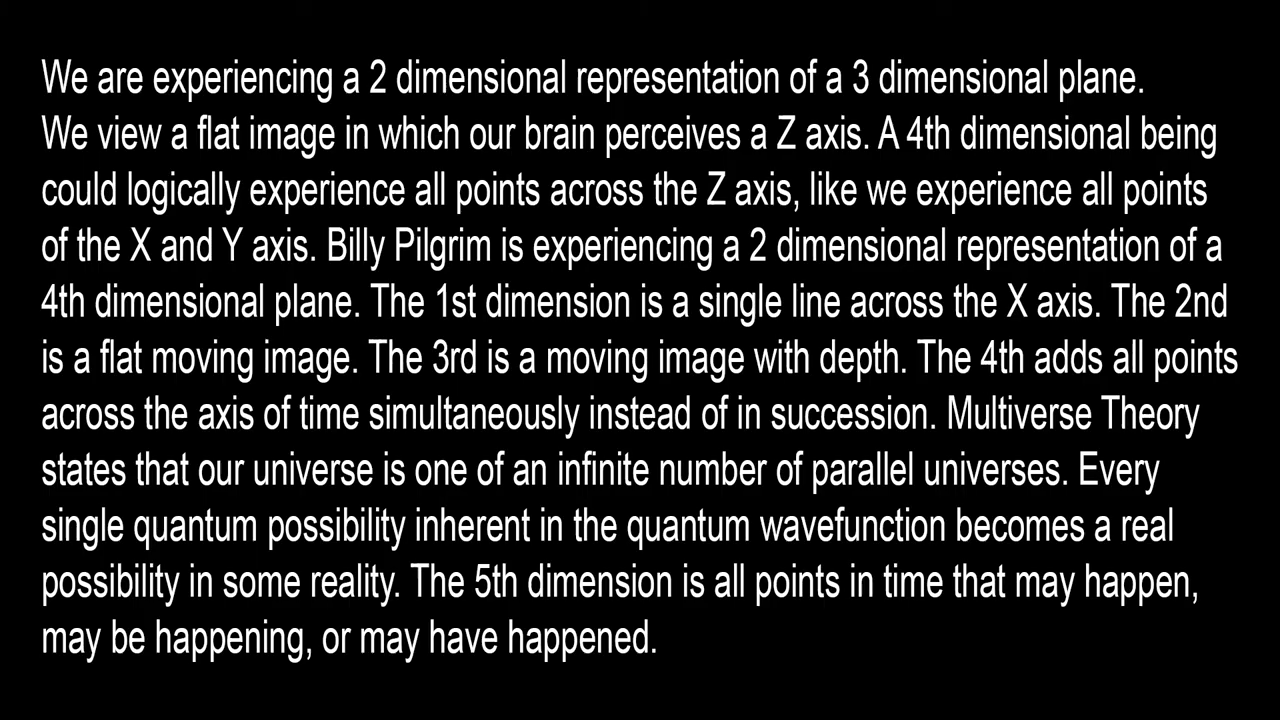 We are experiencing a 2 dimensional representation of a 3 dimensional plane.
We view a flat image in which our brain perceives a Z axis. A 4th dimensional being
could logically experience all points across the Z axis, like we experience all points
of the X and Y axis. Billy Pilgrim is experiencing a 2 dimensional representation of a
4th dimensional plane. The 1st dimension is a single line across the X axis. The 2nd
is a flat moving image. The 3rd is a moving image with depth. The 4th adds all points
across the axis of time simultaneously instead of in succession. Multiverse Theory
states that our universe is one of an infinite number of parallel universes. Every
single quantum possibility inherent in the quantum wavefunction becomes a real
possibility in some reality. The 5th dimension is all points in time that may happen,
may be happening, or may have happened.